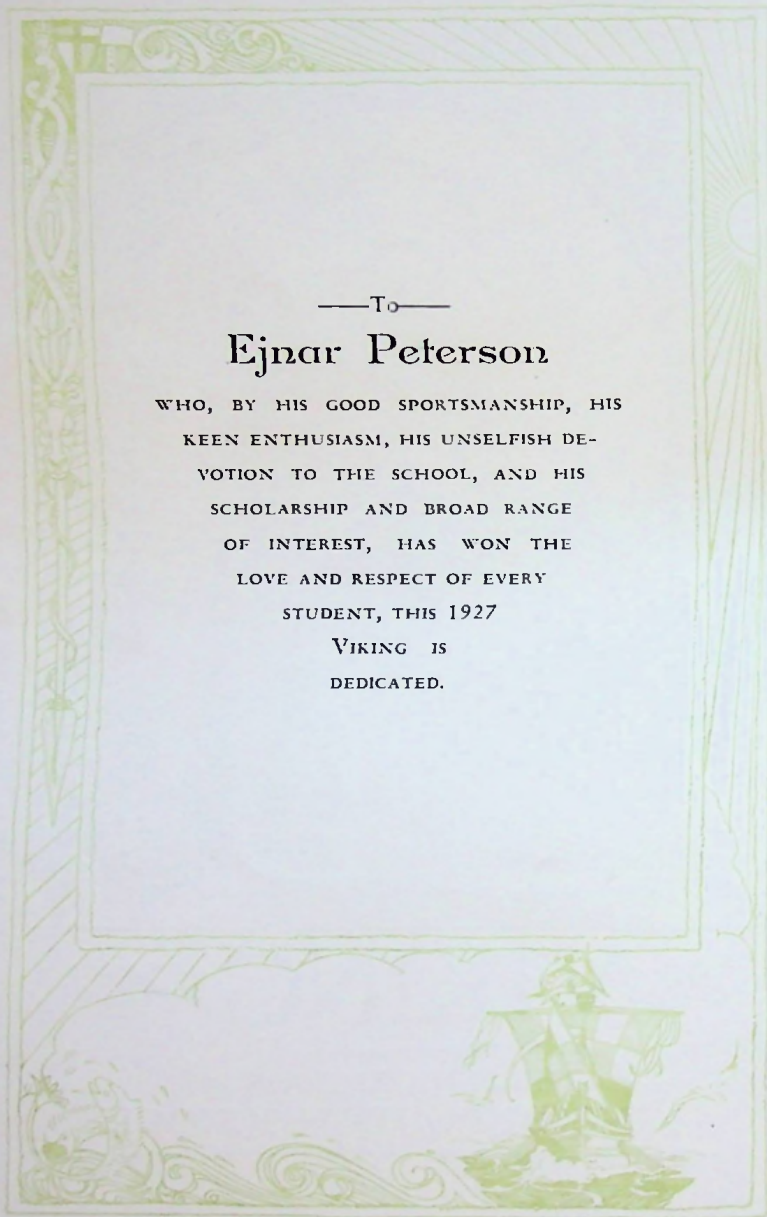 To
Ejnar Peterson
WHO, BY HIS GOOD SPORTSMANSHIP, HIS
KEEN ENTHUSIASM, HIS UNSELFISH DE-
VOTION TO THE SCHOOL, AND HIS
SCHOLARSHIP AND BROAD RANGE
OF INTEREST, HAS WON THE
LOVE AND RESPECT OF EVERY
STUDENT, THIS 1927
VIKING IS
DEDICATED.